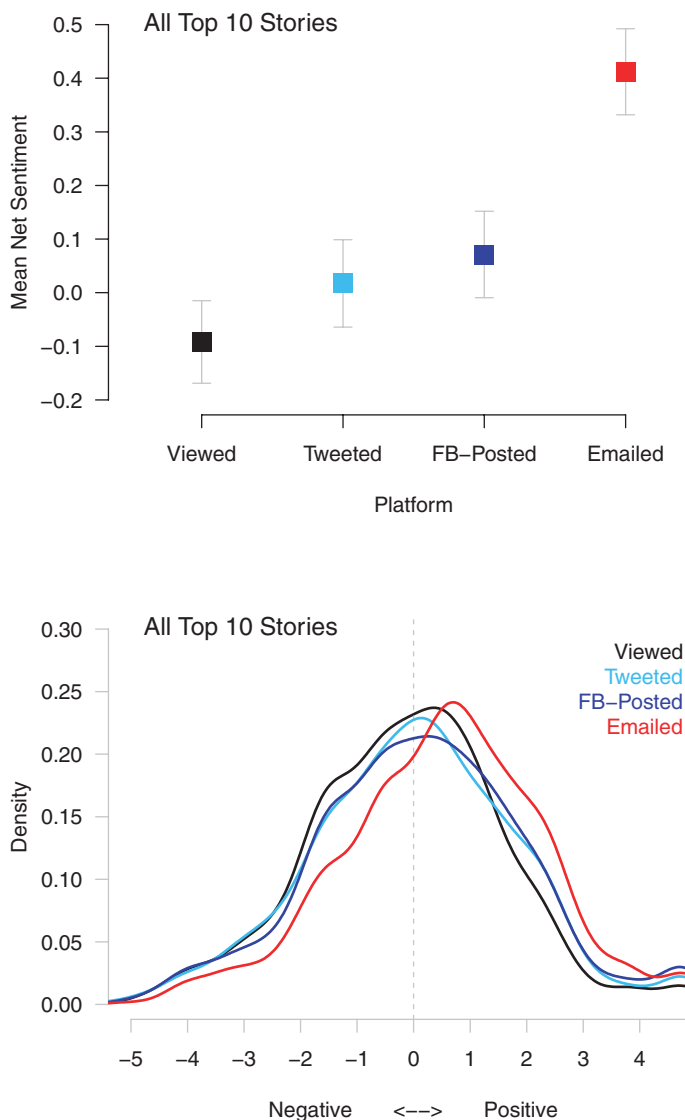 All Top 10 Stories
0.5
0.4
0.3
0.2
0.1
0.0
−0.1
−0.2
Mean Net Sentiment
Viewed Tweeted FB−Posted Emailed
Platform
All Top 10 Stories
0.30
0.25
0.20
0.15
0.10
0.05
0.00
Density
Viewed
Tweeted
FB−Posted
Emailed
−5 −4 −3 −2 −1 0 1 2 3 4
Negative <--> Positive